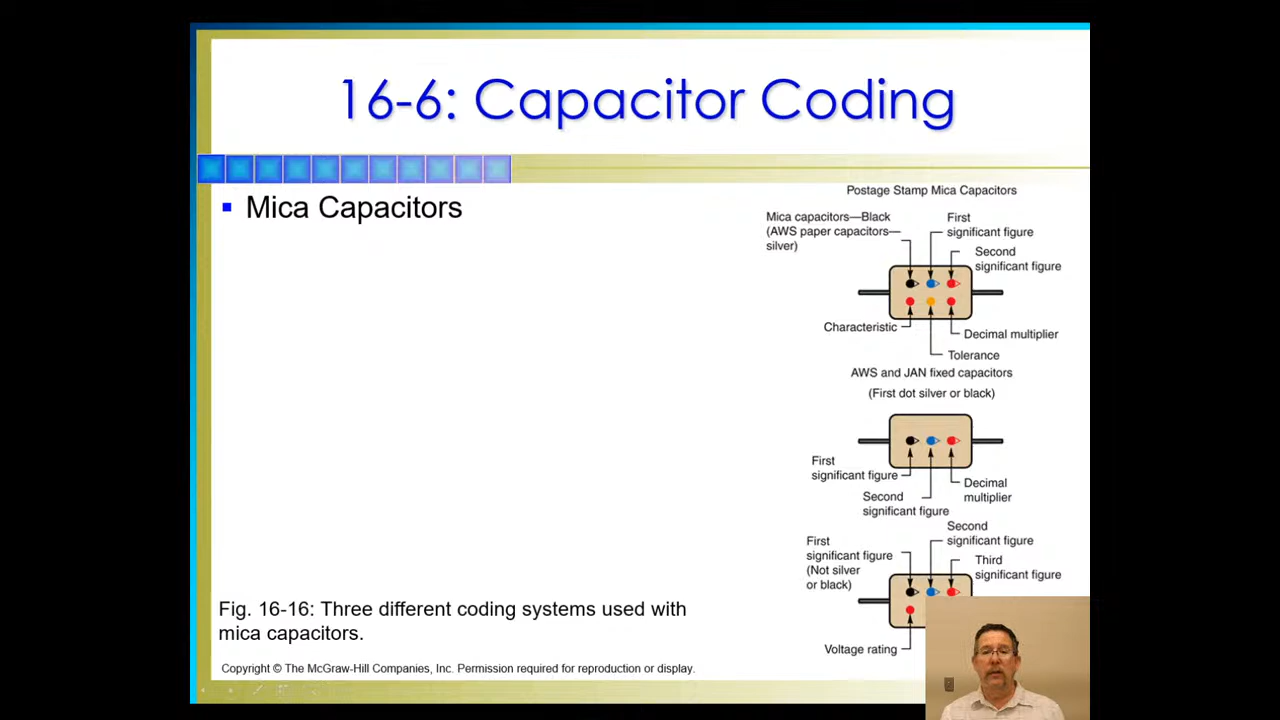 16-6: Capacitor Coding
Mica Capacitors
Postage Stamp Mica Capacitors
Mica capacitors—Black
(AWS paper capacitors—
silver)
First
significant figure
Second
significant figure
Characteristic
Decimal multiplier
Tolerance
AWS and JAN fixed capacitors
(First dot silver or black)
First
significant figure
Second
significant figure
Decimal
multiplier
First
significant figure
(Not silver
or black)
Second
significant figure
Third
significant figure
Voltage rating
Fig. 16-16: Three different coding systems used with
mica capacitors.
Copyright © The McGraw-Hill Companies, Inc. Permission required for reproduction or display.